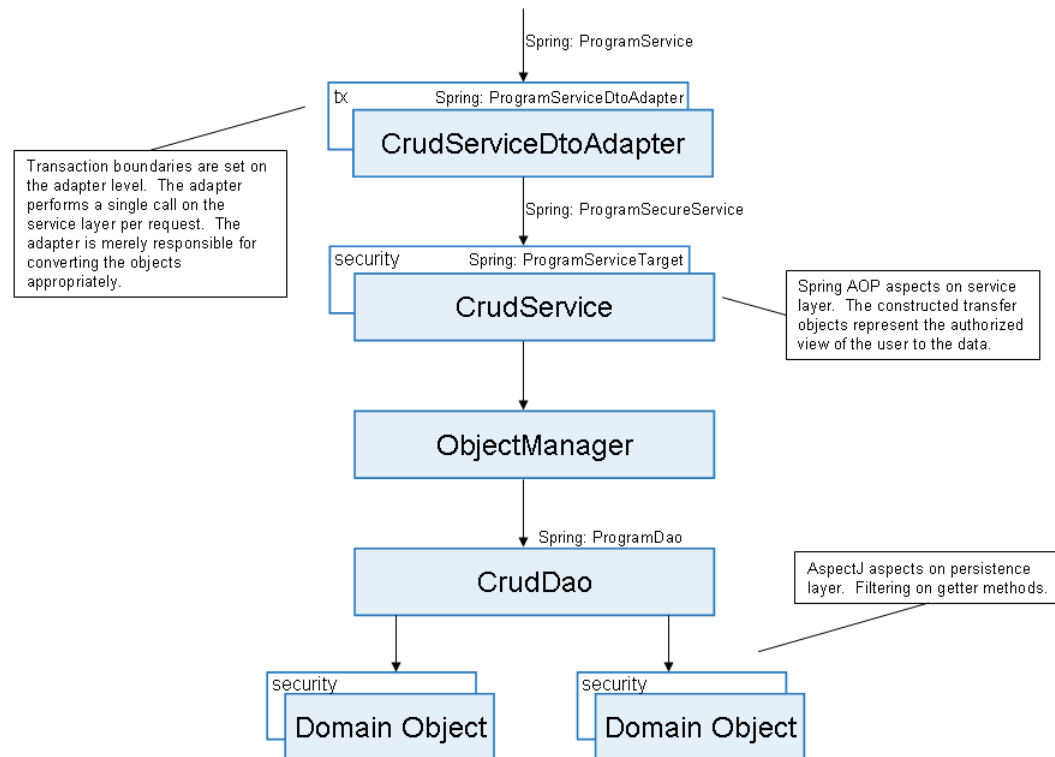 Spring: ProgramService
tx
Spring: ProgramServiceDtoAdapter
CrudServiceDtoAdapter
Transaction boundaries are set on
the adapter level.  The adapter
performs a single call on the
service layer per request.  The
adapter is merely responsible for
converting the objects
appropriately.
Spring: ProgramSecureService
security
Spring: ProgramServiceTarget
CrudService
Spring AOP aspects on service
layer.  The constructed transfer
objects represent the authorized
view of the user to the data.
ObjectManager
Spring: ProgramDao
CrudDao
AspectJ aspects on persistence
layer.  Filtering on getter methods.
security
Domain Object
security
Domain Object